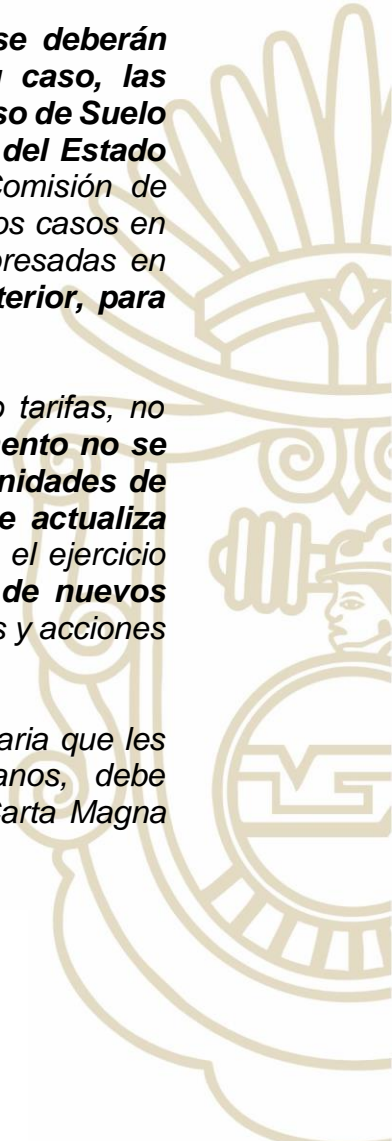 se deberán
caso, las
so de Suelo
del Estado
Comisión de
os casos en
presadas en
terior, para
o tarifas, no
ento no se
nidades de
e actualiza
el ejercicio
de nuevos
s y acciones
aria que les
anos, debe
Carta Magna